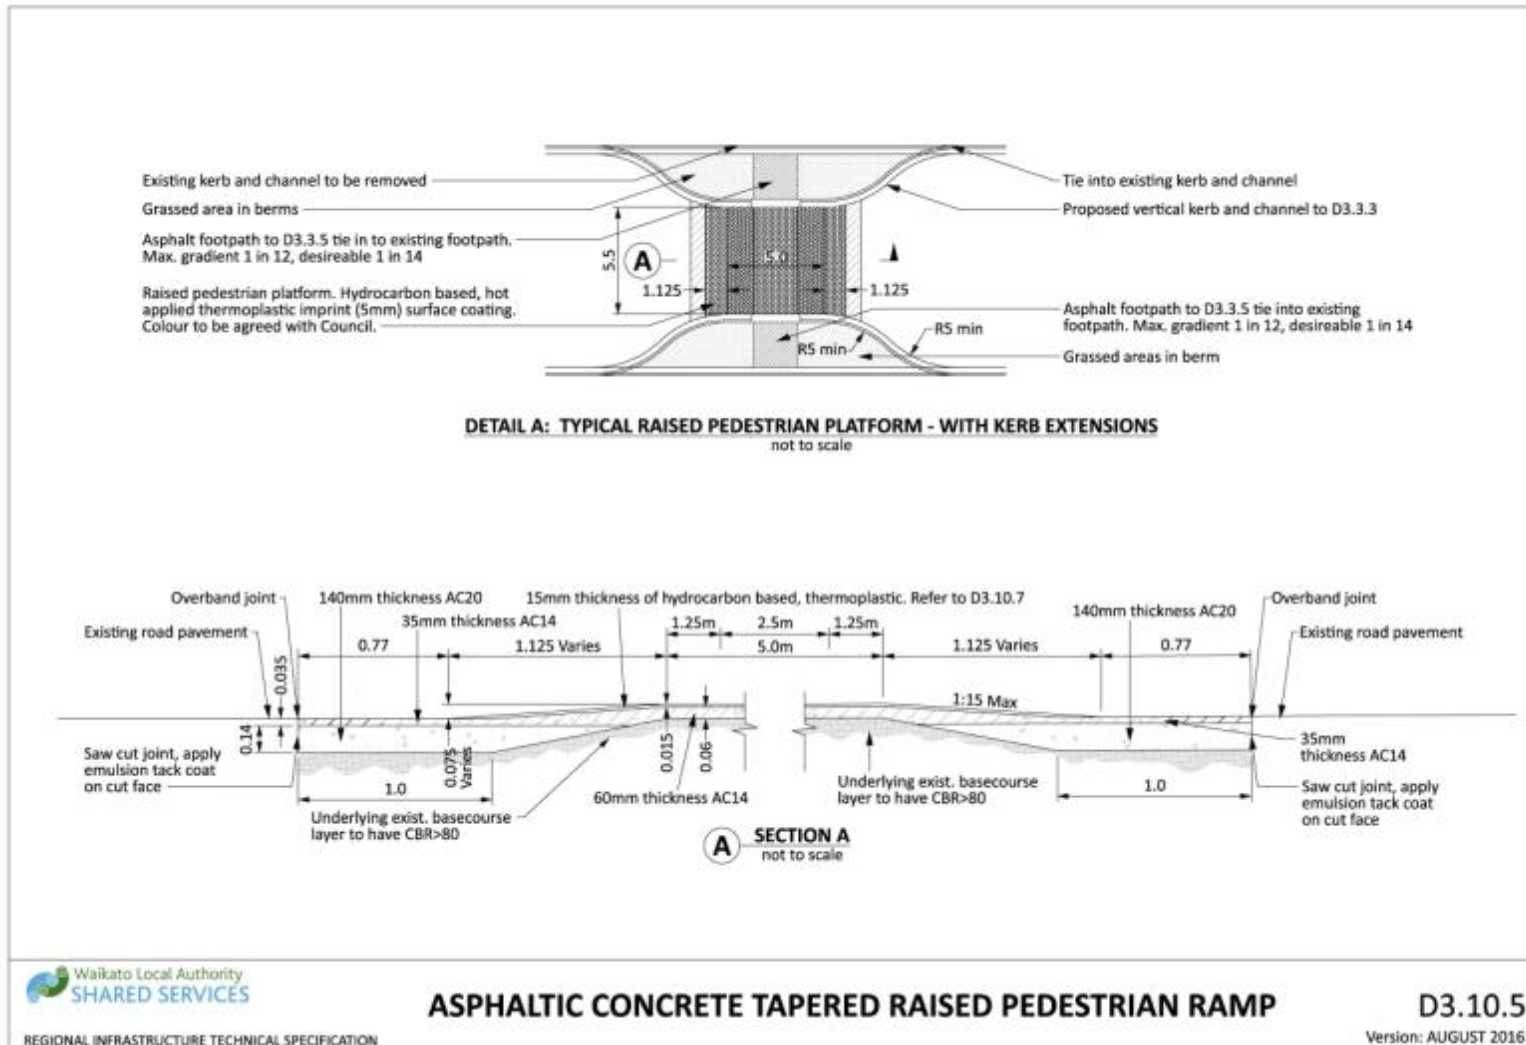 Existing kerb and channel to be removed
Grassed area in berms
Asphalt footpath to D3.3.5 tie in to existing footpath.
Max. gradient 1 in 12, desireable 1 in 14
Raised pedestrian platform. Hydrocarbon based, hot
applied thermoplastic imprint (5mm) surface coating.
Colour to be agreed with Council.
5.5
A
5.0
1.125
1.125
R5 min
R5 min
Tie into existing kerb and channel
Proposed vertical kerb and channel to D3.3.3
Asphalt footpath to D3.3.5 tie into existing
footpath. Max. gradient 1 in 12, desireable 1 in 14
Grassed areas in berm
DETAIL A: TYPICAL RAISED PEDESTRIAN PLATFORM - WITH KERB EXTENSIONS
not to scale
Overband joint
140mm thickness AC20
15mm thickness of hydrocarbon based, thermoplastic. Refer to D3.10.7
140mm thickness AC20
Overband joint
35mm thickness AC14
Existing road pavement
1.25m
2.5m
1.25m
Existing road pavement
0.77
1.125 Varies
5.0m
1.125 Varies
0.77
0.035
1:15 Max
0.14
0.075
Varies
0.015
0.06
35mm
thickness AC14
Saw cut joint, apply
emulsion tack coat
on cut face
1.0
60mm thickness AC14
Underlying exist. basecourse
layer to have CBR>80
Underlying exist. basecourse
layer to have CBR>80
1.0
Saw cut joint, apply
emulsion tack coat
on cut face
A
SECTION A
not to scale
Waikato Local Authority
SHARED SERVICES
REGIONAL INFRASTRUCTURE TECHNICAL SPECIFICATION
ASPHALTIC CONCRETE TAPERED RAISED PEDESTRIAN RAMP
D3.10.5
Version: AUGUST 2016